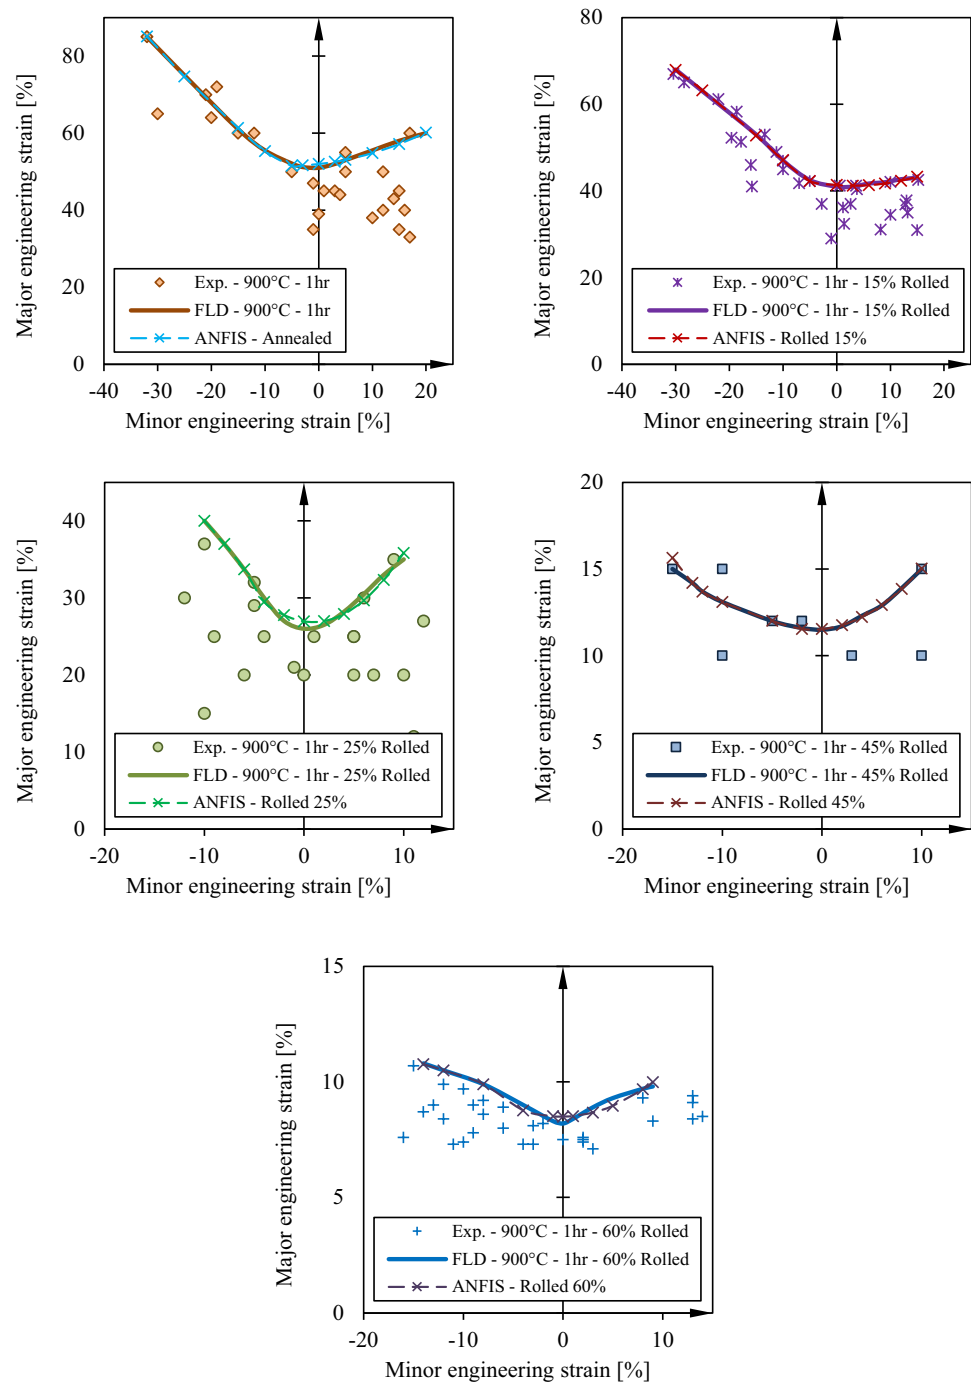 Major engineering strain [%]
80
60
40
20
0
Exp. - 900°C - 1hr
FLD - 900°C - 1hr
ANFIS - Annealed
-40 -30 -20 -10 0 10 20
Minor engineering strain [%]
Major engineering strain [%]
80
60
40
20
0
Exp. - 900°C - 1hr - 15% Rolled
FLD - 900°C - 1hr - 15% Rolled
ANFIS - Rolled 15%
-40 -30 -20 -10 0 10 20
Minor engineering strain [%]
Major engineering strain [%]
40
30
20
10
0
Exp. - 900°C - 1hr - 25% Rolled
FLD - 900°C - 1hr - 25% Rolled
ANFIS - Rolled 25%
-20 -10 0 10
Minor engineering strain [%]
Major engineering strain [%]
20
15
10
5
0
Exp. - 900°C - 1hr - 45% Rolled
FLD - 900°C - 1hr - 45% Rolled
ANFIS - Rolled 45%
-20 -10 0 10
Minor engineering strain [%]
Major engineering strain [%]
15
10
5
0
Exp. - 900°C - 1hr - 60% Rolled
FLD - 900°C - 1hr - 60% Rolled
ANFIS - Rolled 60%
-20 -10 0 10
Minor engineering strain [%]